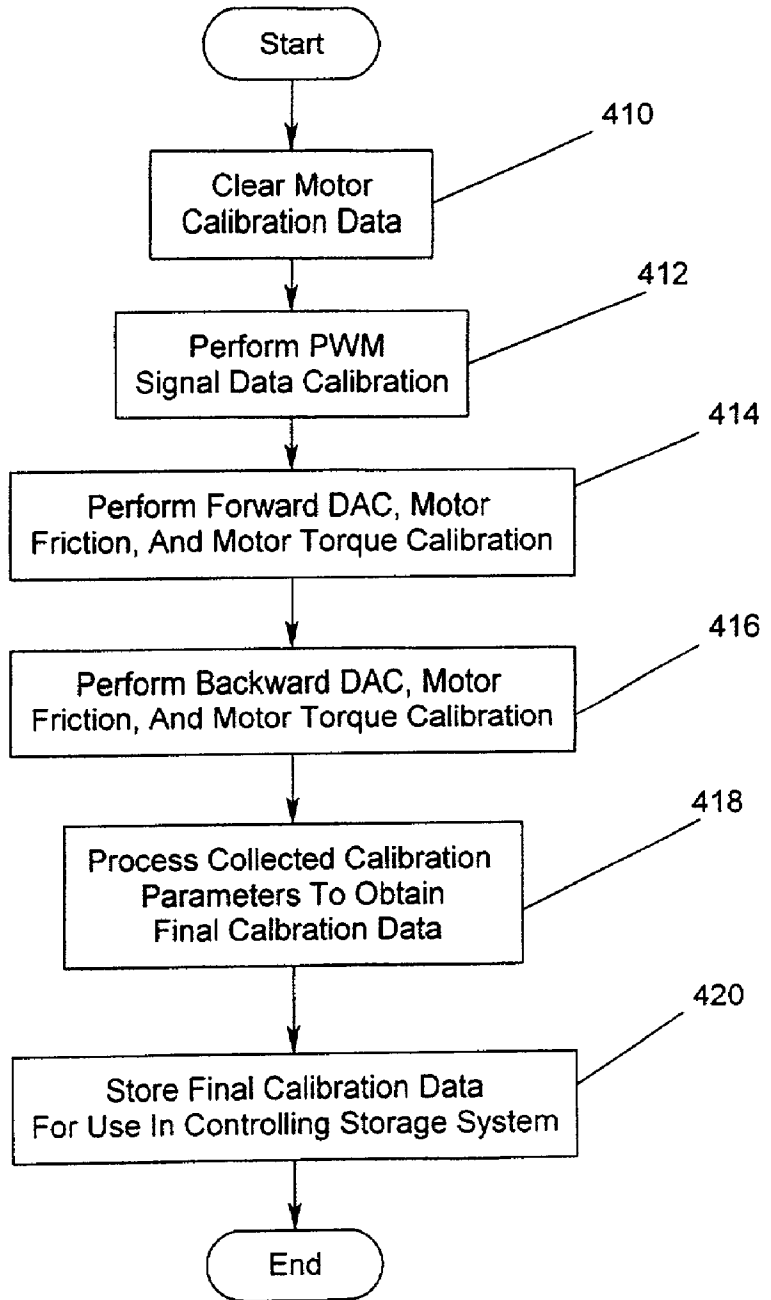 Start
410
Clear Motor
Calibration Data
412
Perform PWM
Signal Data Calibration
414
Perform Forward DAC, Motor
Friction, And Motor Torque Calibration
416
Perform Backward DAC, Motor
Friction, And Motor Torque Calibration
418
Process Collected Calibration
Parameters To Obtain
Final Calbration Data
420
Store Final Calibration Data
For Use In Controlling Storage System
End